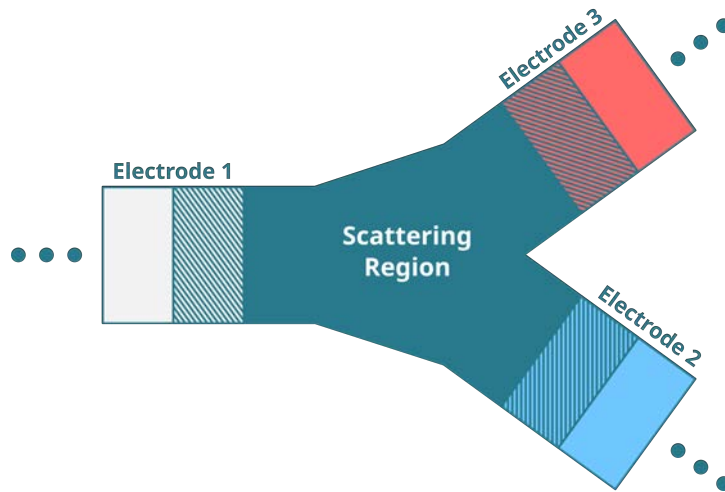 Electrode 3
Electrode 1
Scattering
Region
Electrode 2